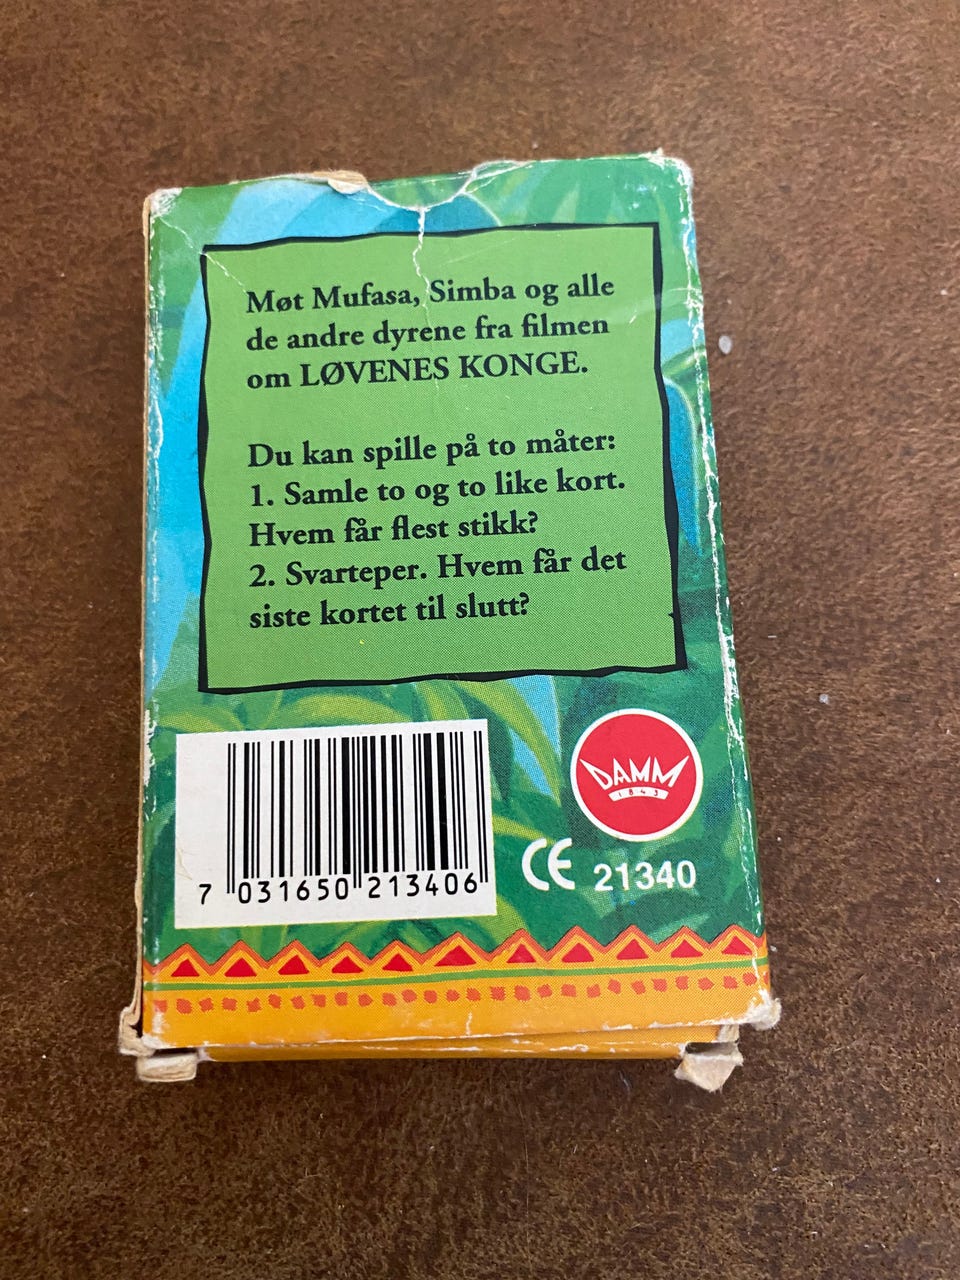 Møt Mufasa, Simba og alle
de andre dyrene fra filmen
om LØVENES KONGE.
Du kan spille på to måter:
1. Samle to og to like kort.
Hvem får flest stikk?
2. Svarteper. Hvem får det
siste kortet til slutt?
DAMM
1843
CE 21340
7 031650 213406